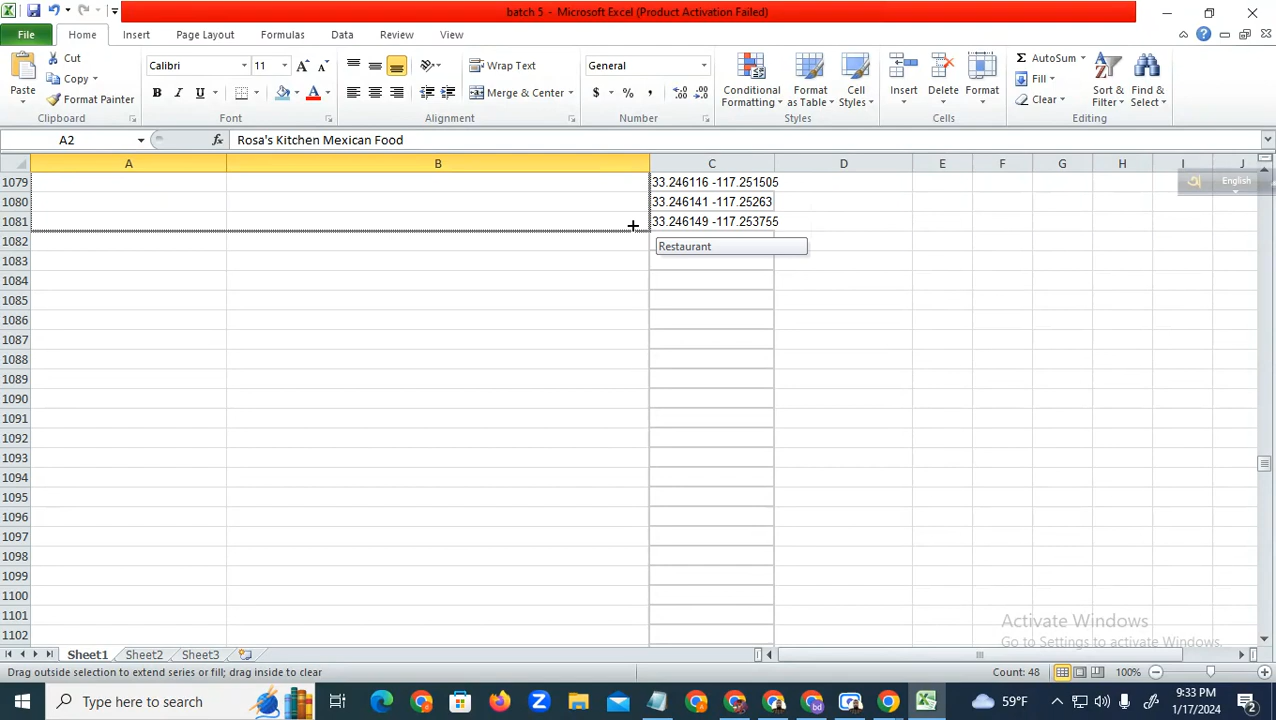 batch 5 - Microsoft Excel (Product Activation Failed)
File Home Insert Page Layout Formulas Data Review View
Paste
Cut
Copy
Format Painter
Clipboard
Calibri 11
B I U
Font
Wrap Text
Merge & Center
Alignment
General
$ % ,
Number
Conditional Formatting
Format as Table
Cell Styles
Styles
Insert Delete Format
Cells
Σ AutoSum
Fill
Clear
Sort & Filter
Find & Select
Editing
A2 fx Rosa's Kitchen Mexican Food
A B C D E F G H I J
English
1079 33.246116 -117.251505
1080 33.246141 -117.25263
1081 33.246149 -117.253755
1082 Restaurant
1083
1084
1085
1086
1087
1088
1089
1090
1091
1092
1093
1094
1095
1096
1097
1098
1099
1100
1101
1102
Activate Windows
Go to Settings to activate Windows.
Sheet1 Sheet2 Sheet3
Drag outside selection to extend series or fill; drag inside to clear
Count: 48 100%
Type here to search
59°F
9:33 PM
1/17/2024
2